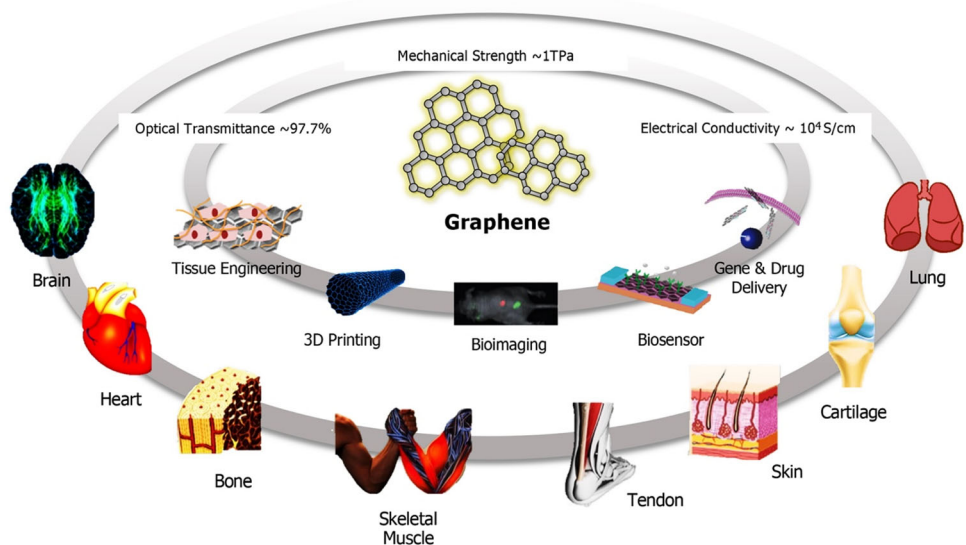 Mechanical Strength ~1TPa
Optical Transmittance ~97.7%
Electrical Conductivity ~ 10⁴ S/cm
Graphene
Brain
Tissue Engineering
3D Printing
Bioimaging
Biosensor
Gene & Drug
Delivery
Lung
Heart
Bone
Skeletal
Muscle
Tendon
Skin
Cartilage